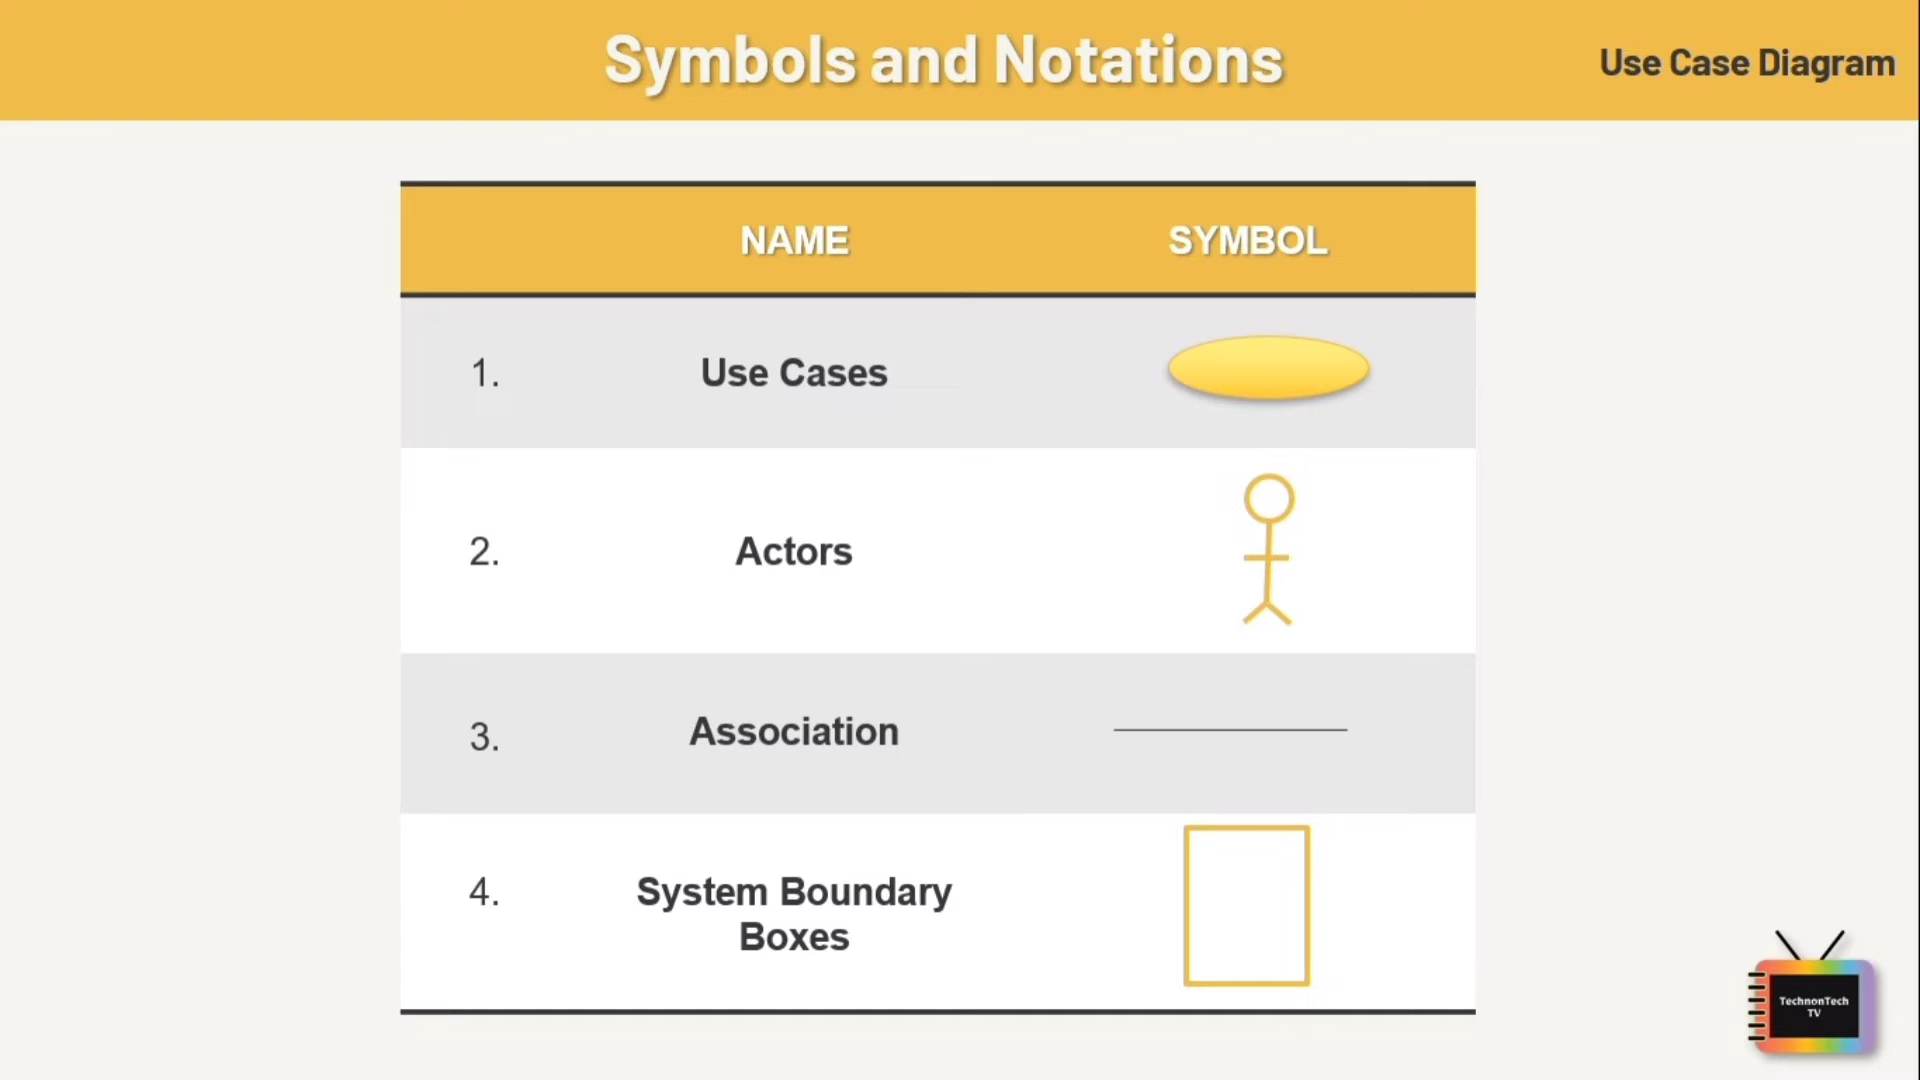 Symbols and Notations
Use Case Diagram
NAME SYMBOL
1. Use Cases
2. Actors
3. Association
4. System Boundary
Boxes
TechnonTech
TV